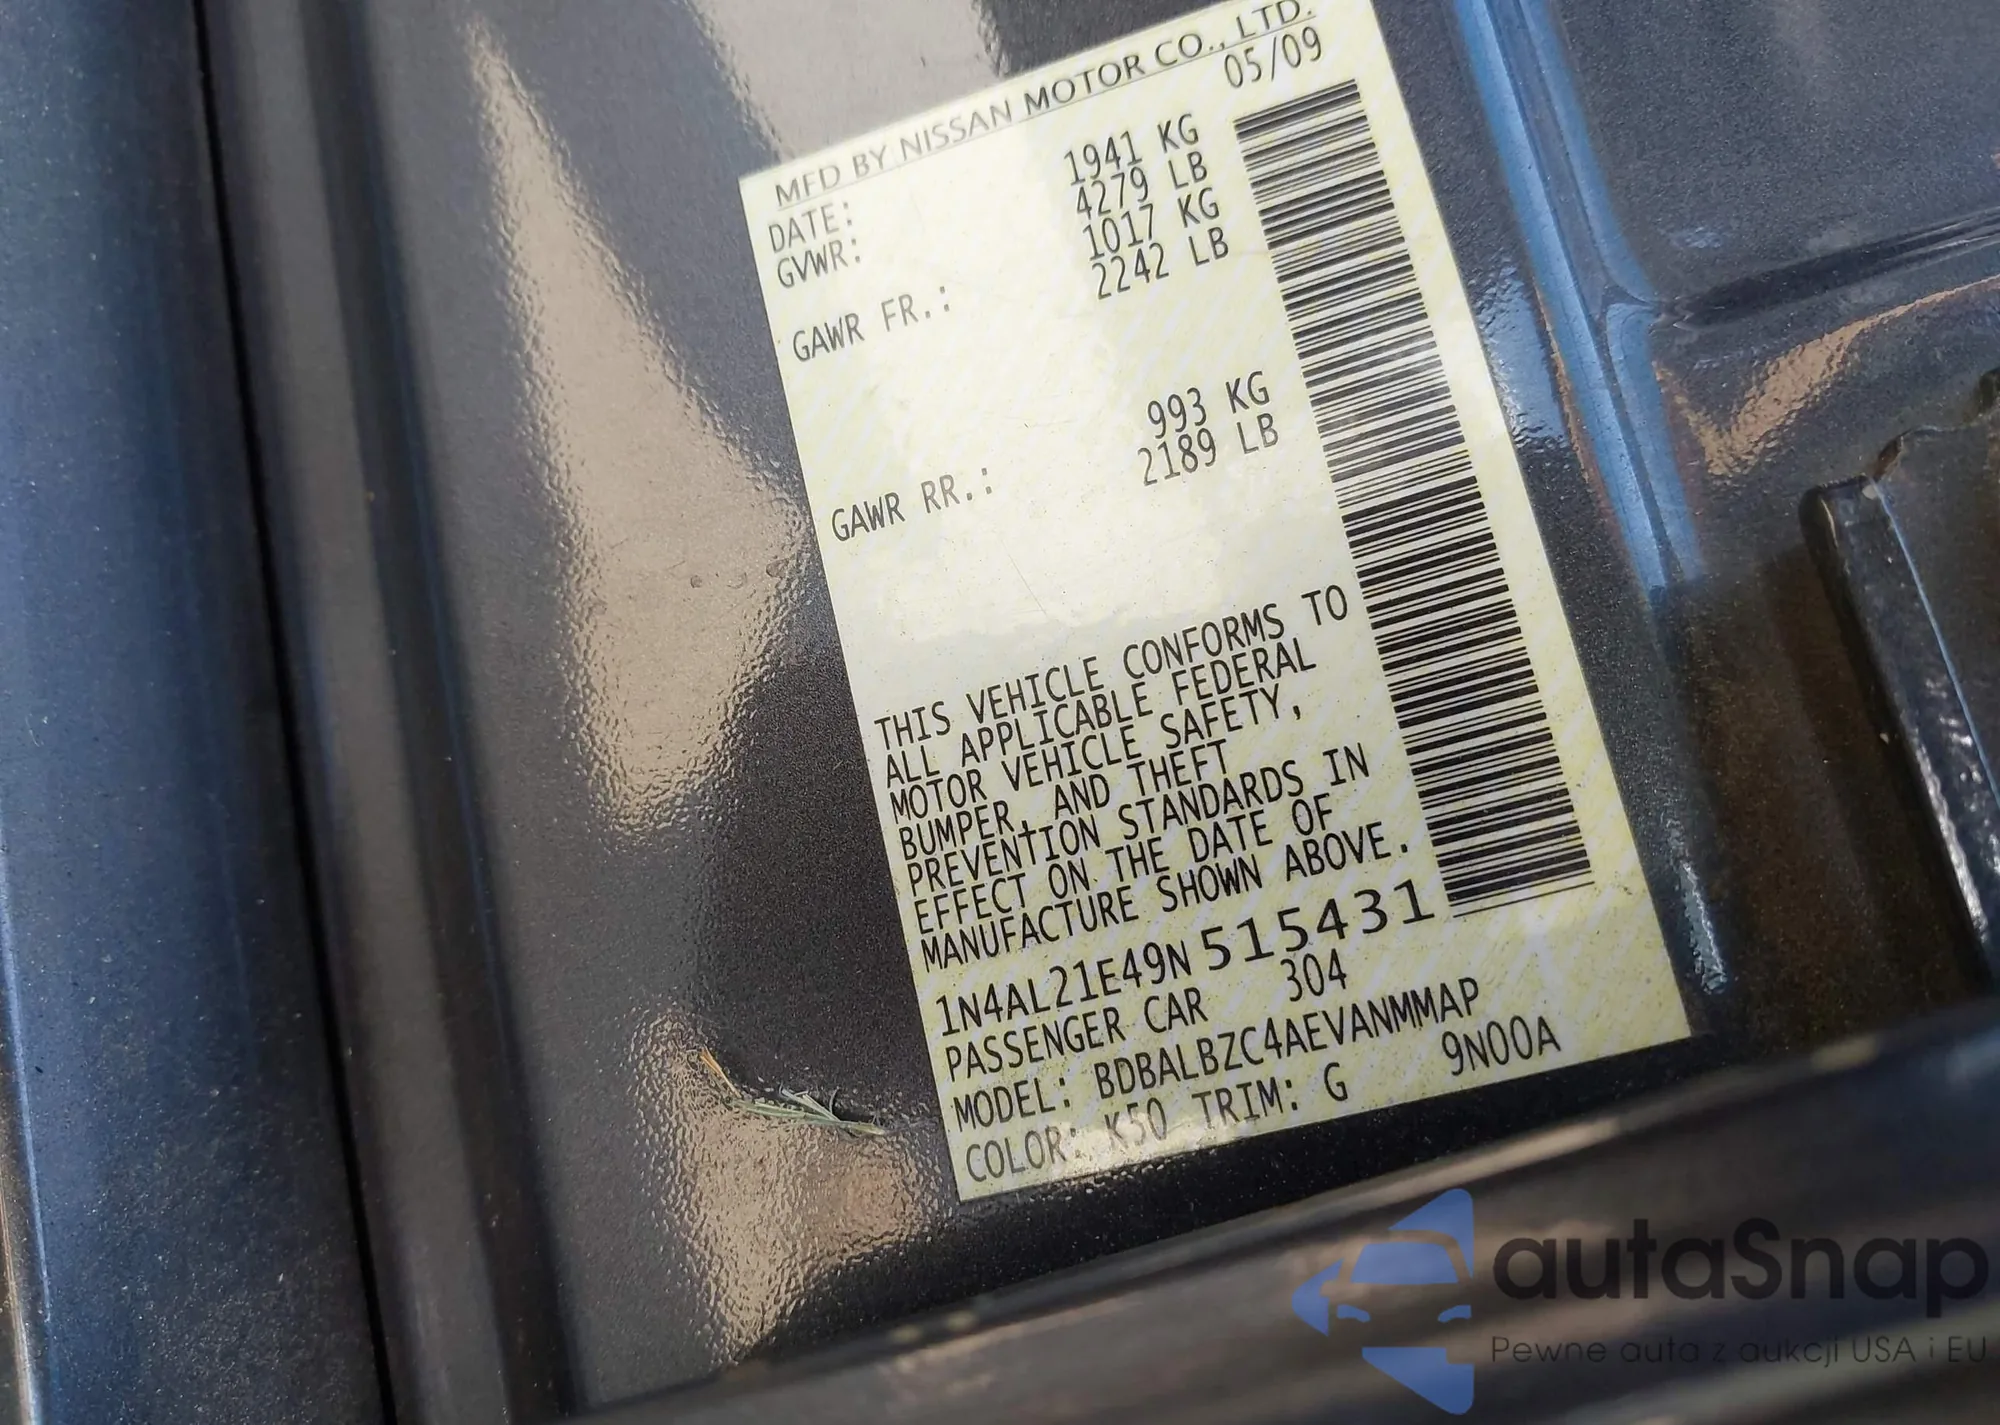 MFD BY NISSAN MOTOR CO., LTD.
DATE: 05/09
GVWR: 1941 KG
4279 LB
GAWR FR.: 1017 KG
2242 LB
GAWR RR.: 993 KG
2189 LB
THIS VEHICLE CONFORMS TO
ALL APPLICABLE FEDERAL
MOTOR VEHICLE SAFETY,
BUMPER, AND THEFT
PREVENTION STANDARDS IN
EFFECT ON THE DATE OF
MANUFACTURE SHOWN ABOVE.
1N4AL21E49N 515431
PASSENGER CAR 304
MODEL: BDBALBZC4AEVANMMAP
COLOR: K50 TRIM: G 9N00A
autaSnap
Pewne auta z aukcji USA i EU